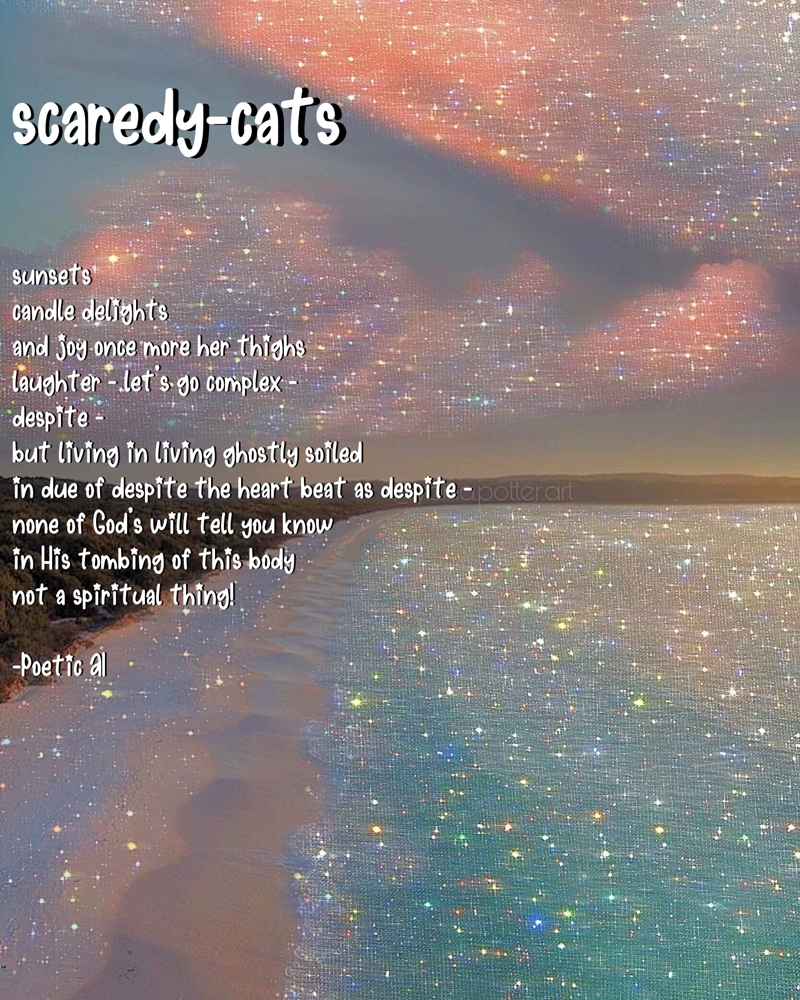 scaredy-cats
sunsets
candle delights
and joy once more her thighs
laughter - let's go complex -
despite -
but living in living ghostly soiled
in due of despite the heart beat as despite -
potter.art
none of God's will tell you know
in His tombing of this body
not a spiritual thing!
-Poetic Al